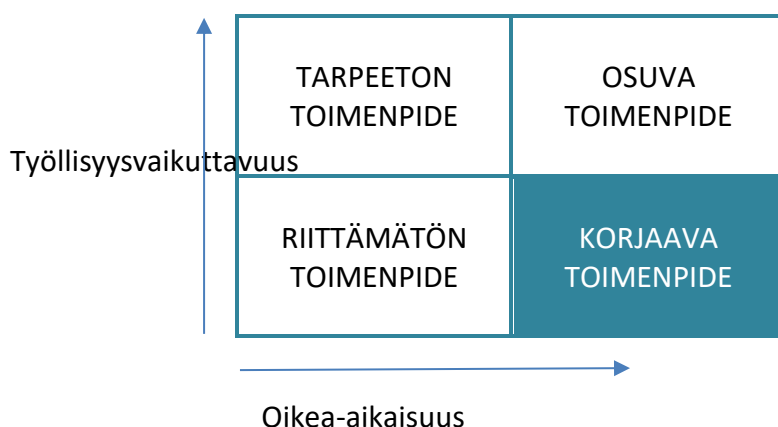 TARPEETON
TOIMENPIDE
OSUVA
TOIMENPIDE
Työllisyysvaikuttavuus
RIITTÄMÄTÖN
TOIMENPIDE
KORJAAVA
TOIMENPIDE
Oikea-aikaisuus